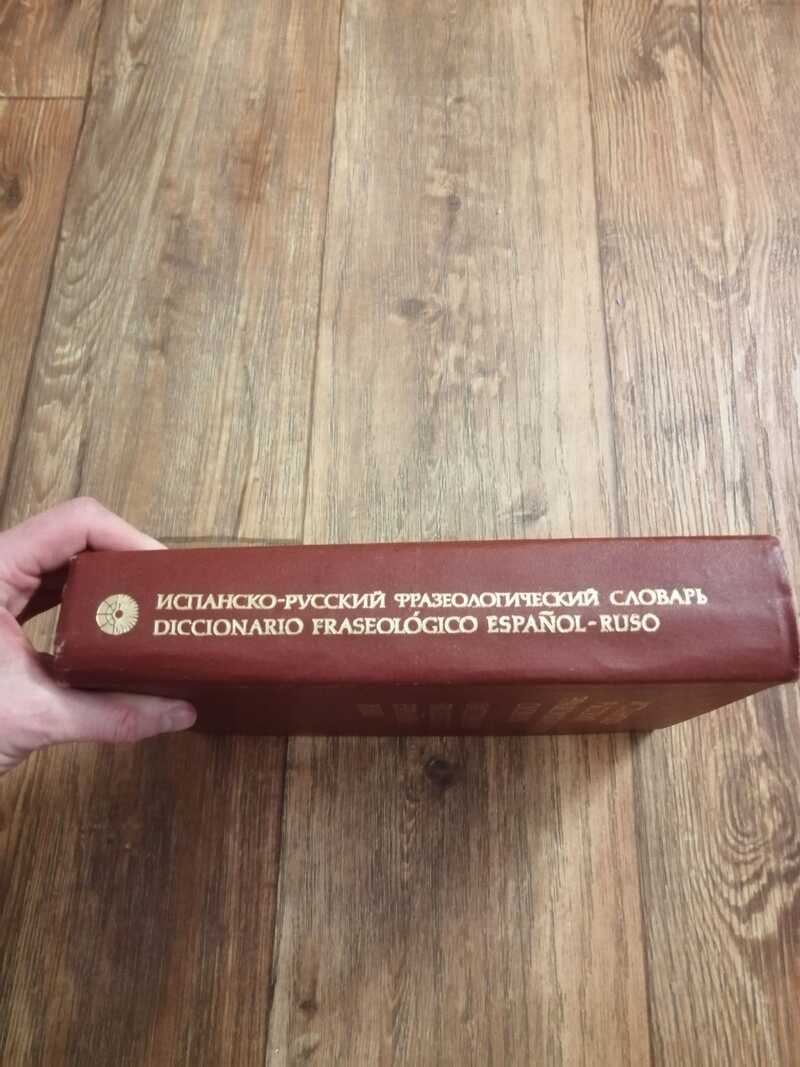 ИСПАНСКО-РУССКИЙ ФРАЗЕОЛОГИЧЕСКИЙ СЛОВАРЬ
DICCIONARIO FRASEOLÓGICO ESPAÑOL-RUSO